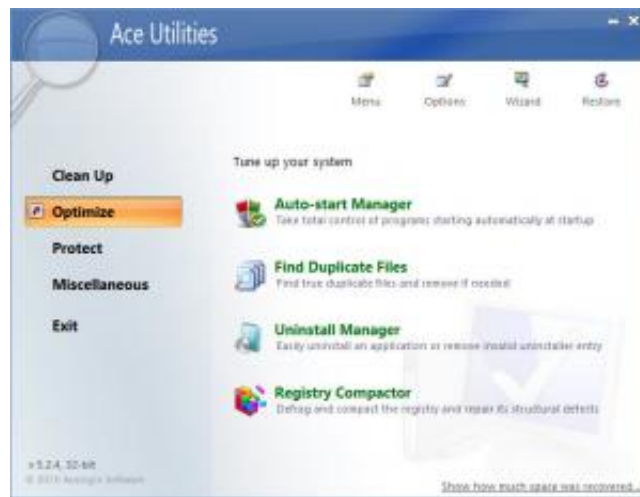 Ace Utilities
Menu Options Wizard Restore
Tune up your system
Clean Up
Optimize
Protect
Miscellaneous
Exit
Auto-start Manager
Take total control of programs starting automatically at startup
Find Duplicate Files
Find true duplicate files and remove if needed
Uninstall Manager
Easily uninstall an application or remove invalid uninstaller entry
Registry Compactor
Defrag and compact the registry and repair its structural defects
v 5.2.4, 32-bit
Software
Show how much space was recovered...